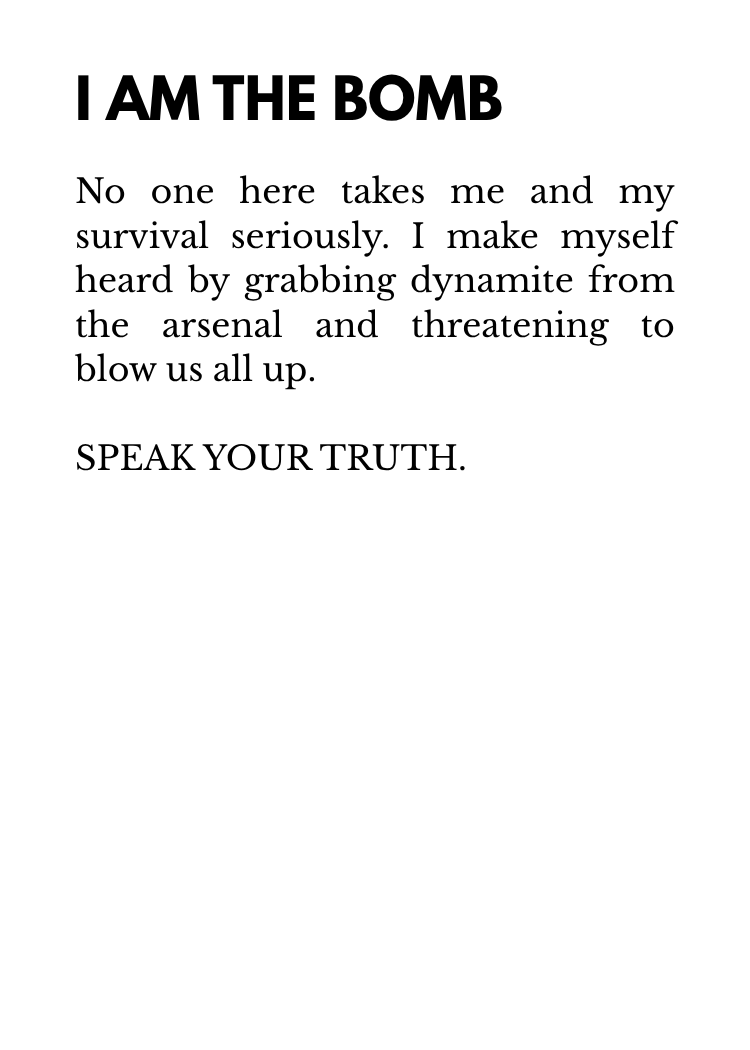 I AM THE BOMB
No one here takes me and my
survival seriously. I make myself
heard by grabbing dynamite from
the arsenal and threatening to
blow us all up.
SPEAK YOUR TRUTH.